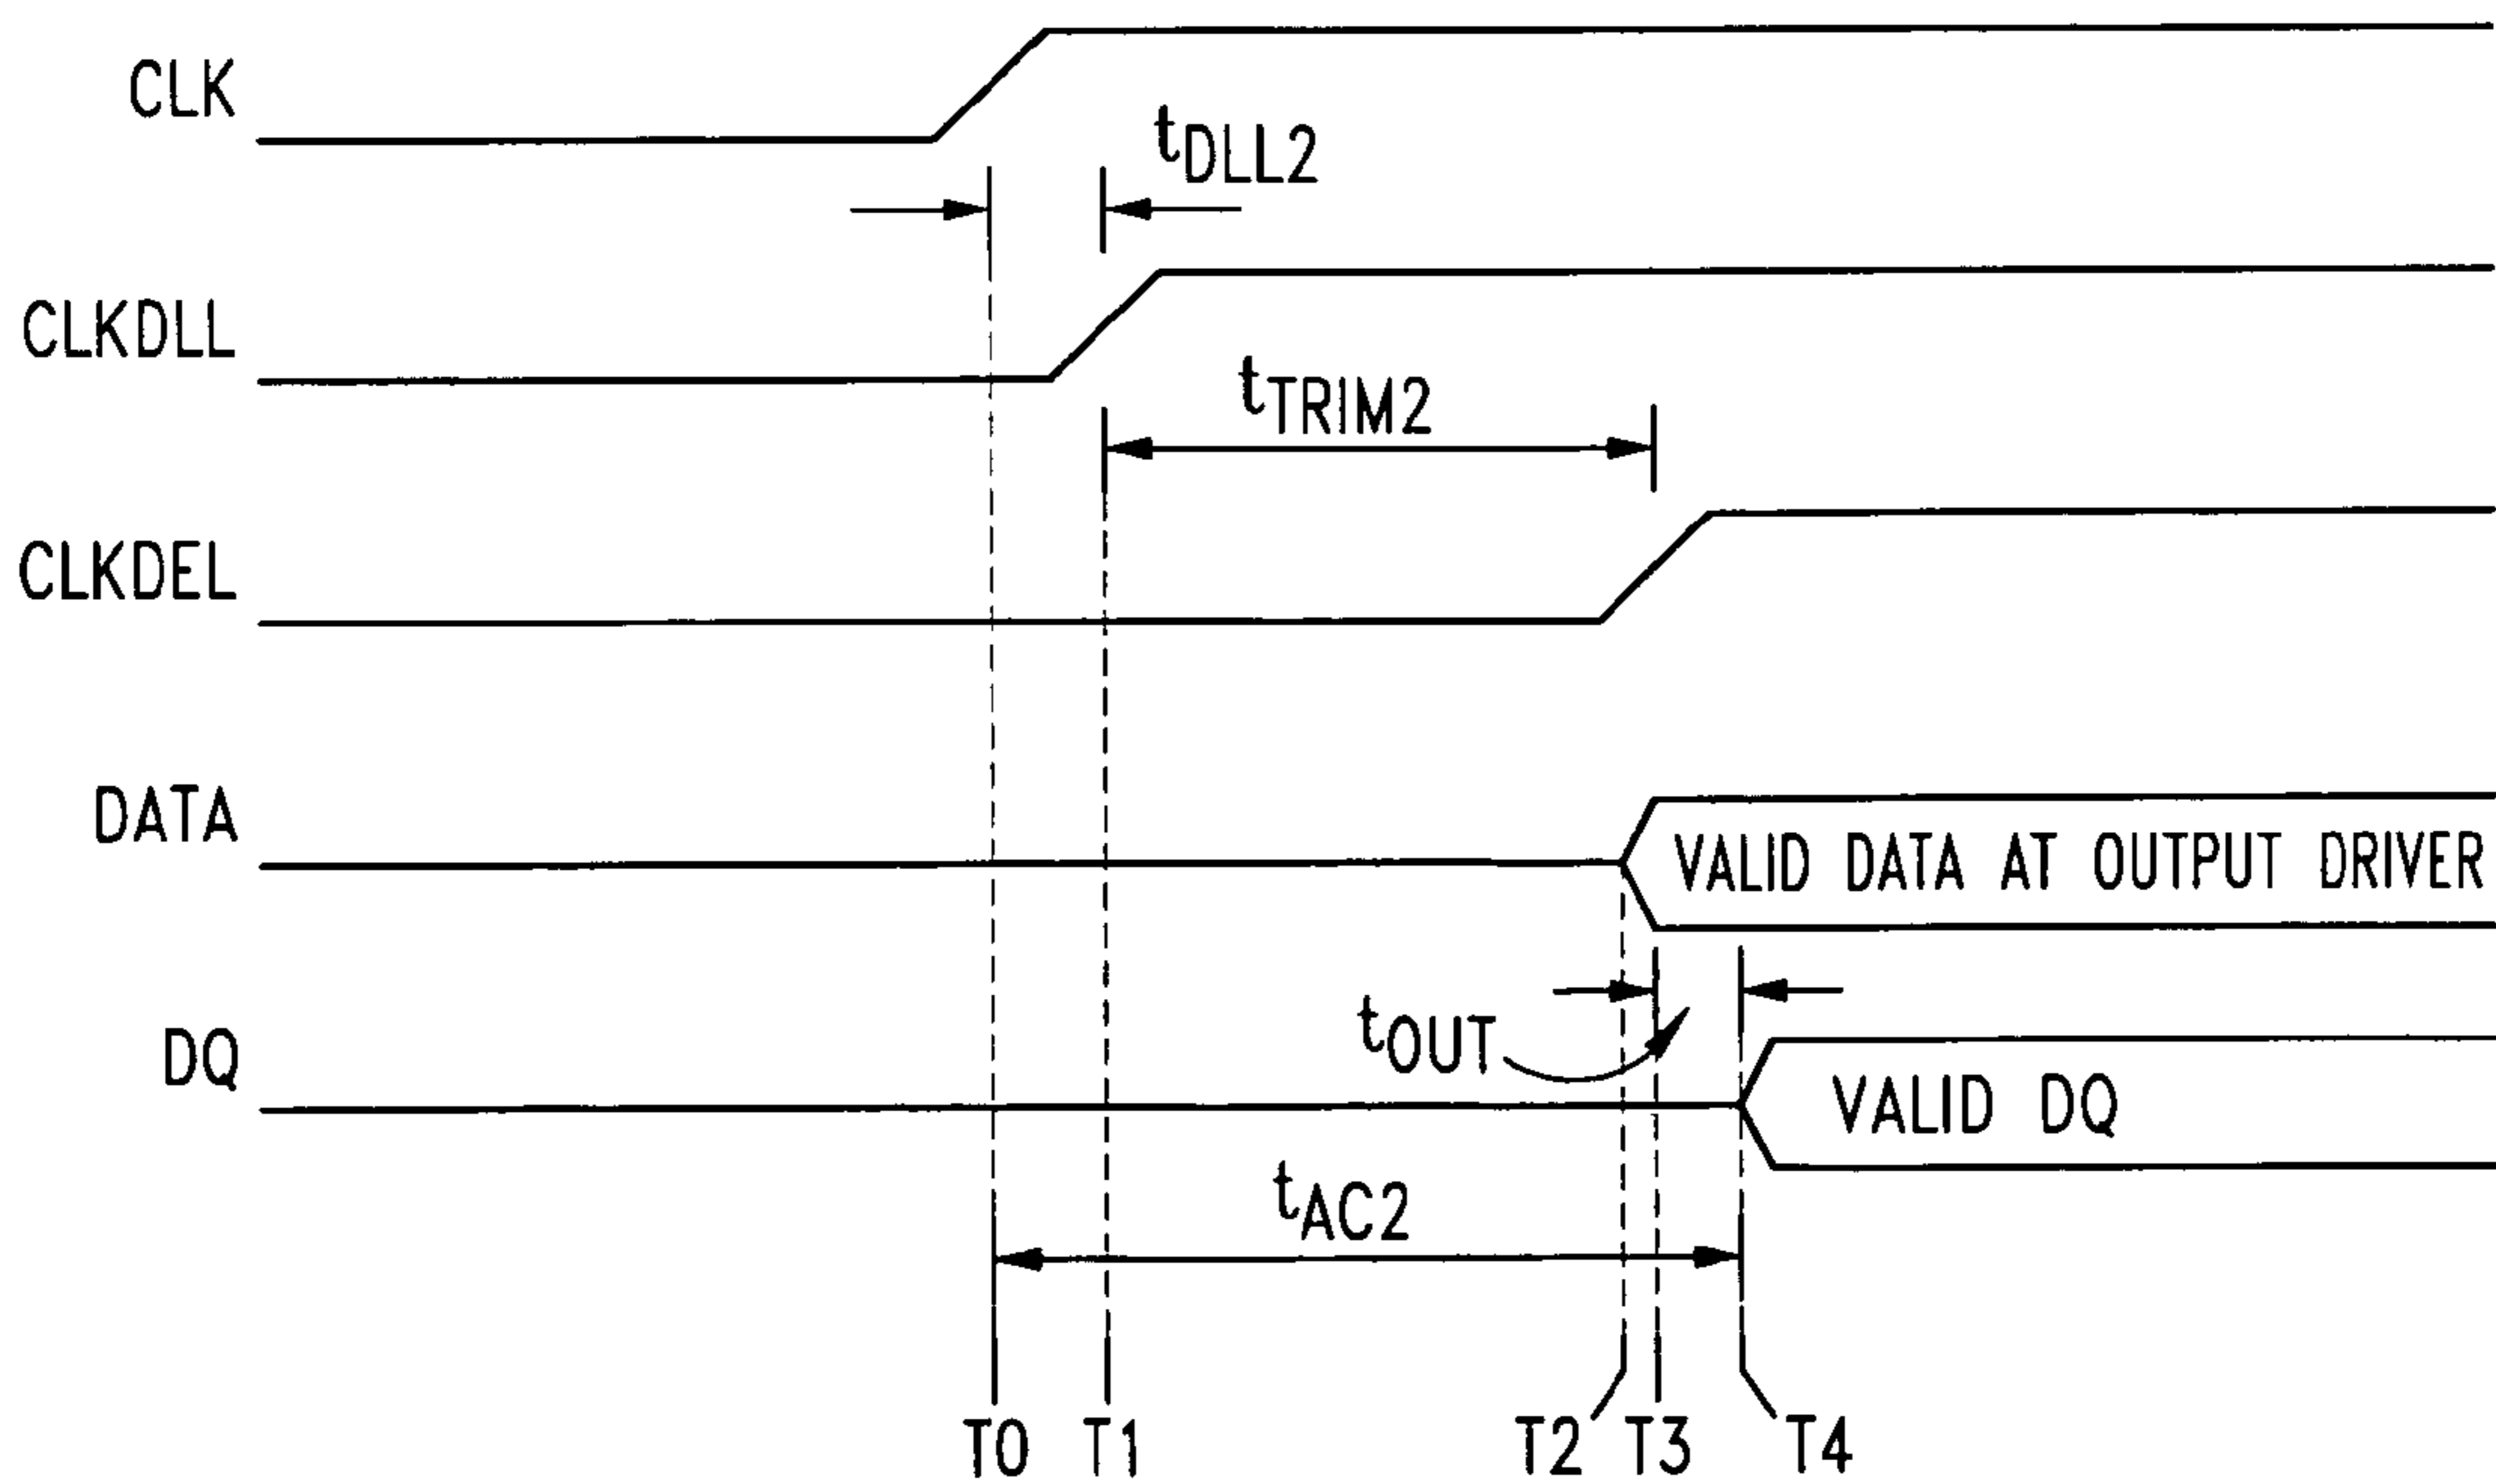 CLK
tDLL2
CLKDLL
tTRIM2
CLKDEL
DATA
VALID DATA AT OUTPUT DRIVER
tOUT
DQ
VALID DQ
tAC2
T0 T1 T2 T3 T4